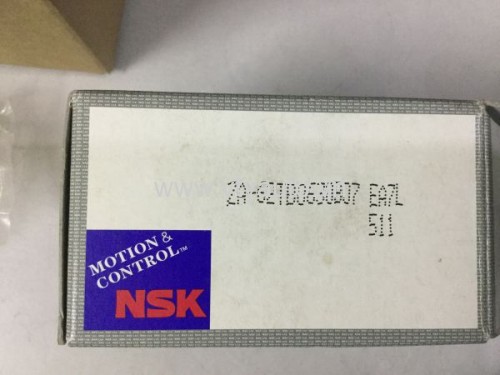 2A-62TD0630B07 EA7L
511
MOTION &
CONTROL™
NSK